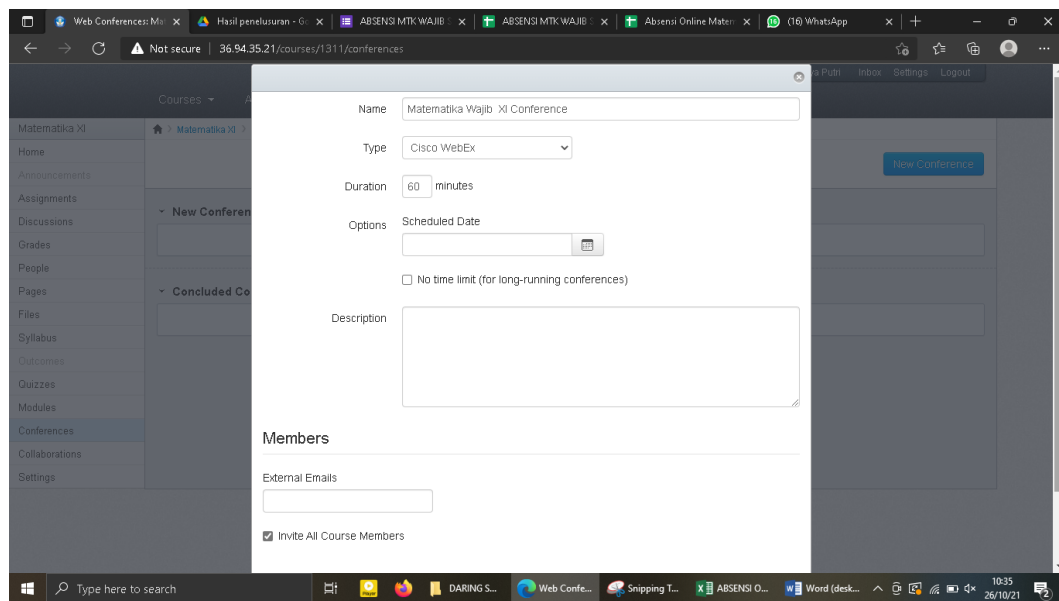 Web Conferences: Mat
Hasil penelusuran - Go
ABSENSI MTK WAJIB
ABSENSI MTK WAJIB
Absensi Online Matem
(16) WhatsApp
Not secure | 36.94.35.21/courses/1311/conferences
Putri Inbox Settings Logout
Courses
Matematika XI
Matematika XI
Home
Announcements
Assignments
Discussions
Grades
People
Pages
Files
Syllabus
Outcomes
Quizzes
Modules
Conferences
Collaborations
Settings
New Conference
New Conferen
Concluded Co
Name Matematika Wajib XI Conference
Type Cisco WebEx
Duration 60 minutes
Options Scheduled Date
No time limit (for long-running conferences)
Description
Members
External Emails
Invite All Course Members
Type here to search
DARING S...
Web Confe...
Snipping T...
ABSENSI O...
Word (desk...
10:35
26/10/21